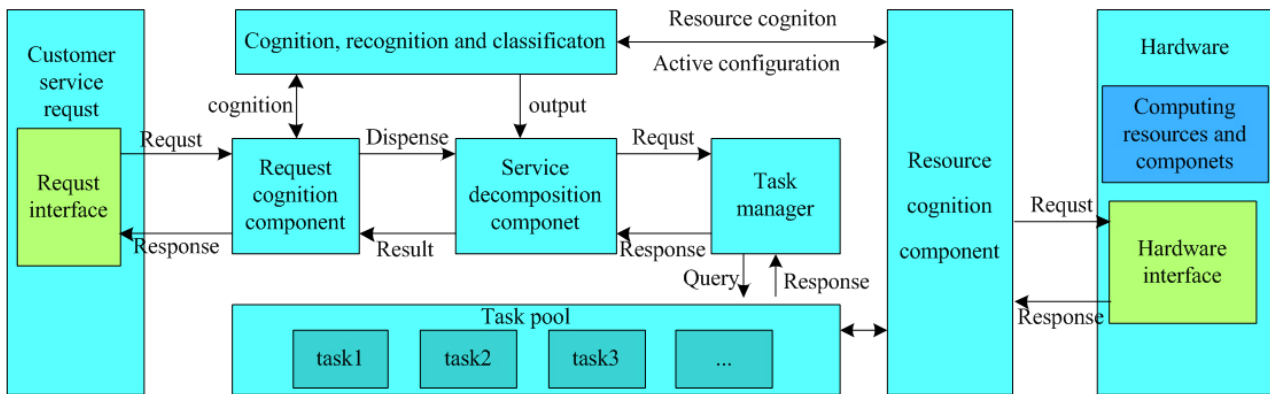 Customer
service
requst
Requst
interface
Requst
Response
Cognition, recognition and classificaton
cognition
output
Request
cognition
component
Dispense
Result
Service
decomposition
componet
Requst
Response
Task
manager
Query
Response
Task pool
task1
task2
task3
...
Resource cogniton
Active configuration
Resource
cognition
component
Requst
Response
Hardware
Computing
resources and
componets
Hardware
interface